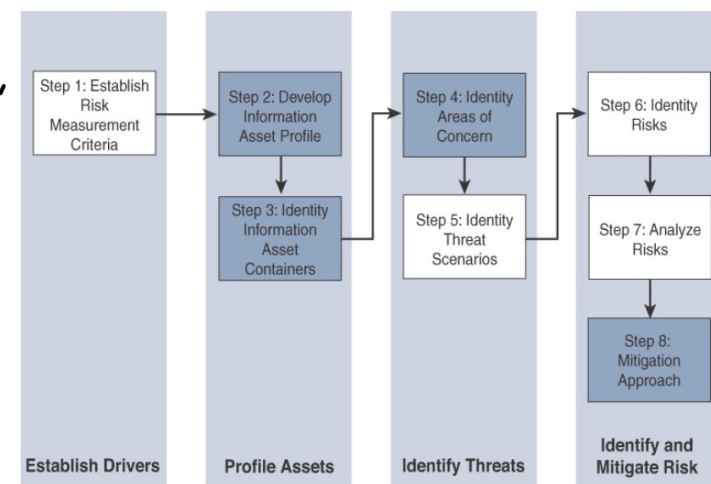 Step 1: Establish
Risk
Measurement
Criteria
Step 2: Develop
Information
Asset Profile
Step 3: Identity
Information
Asset
Containers
Step 4: Identity
Areas of
Concern
Step 5: Identity
Threat
Scenarios
Step 6: Identity
Risks
Step 7: Analyze
Risks
Step 8:
Mitigation
Approach
Establish Drivers
Profile Assets
Identify Threats
Identify and
Mitigate Risk